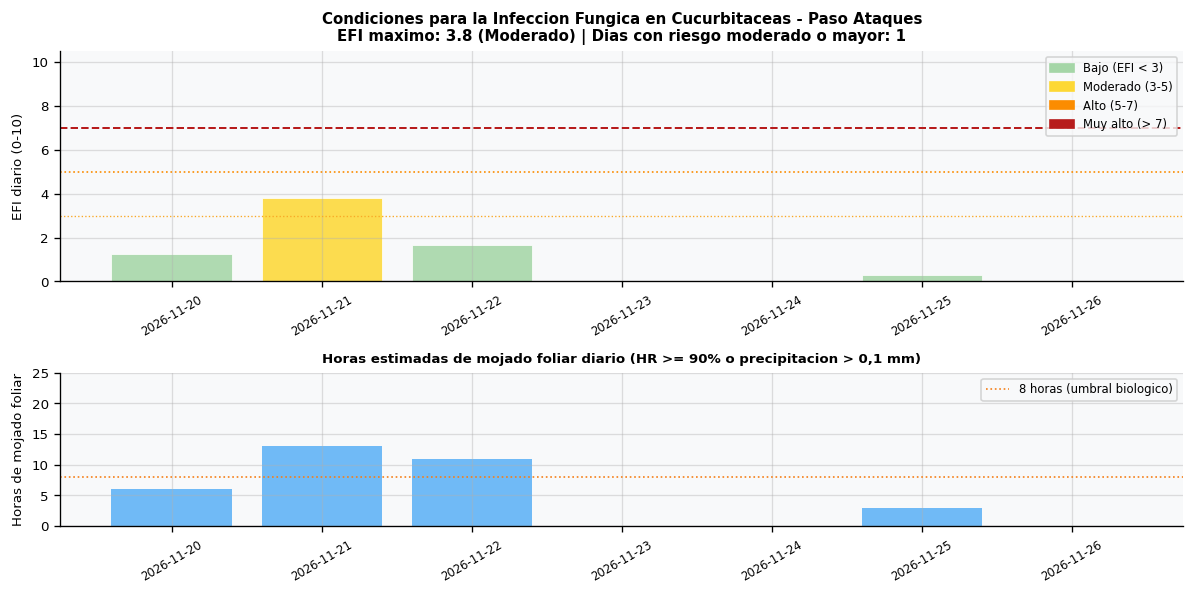 Condiciones para la Infeccion Fungica en Cucurbitaceas - Paso Ataques
EFI maximo: 3.8 (Moderado) | Dias con riesgo moderado o mayor: 1
EFI diario (0-10)
10
8
6
4
2
0
Bajo (EFI < 3)
Moderado (3-5)
Alto (5-7)
Muy alto (> 7)
2026-11-20
2026-11-21
2026-11-22
2026-11-23
2026-11-24
2026-11-25
2026-11-26
Horas estimadas de mojado foliar diario (HR >= 90% o precipitacion > 0,1 mm)
Horas de mojado foliar
25
20
15
10
5
0
8 horas (umbral biologico)
2026-11-20
2026-11-21
2026-11-22
2026-11-23
2026-11-24
2026-11-25
2026-11-26